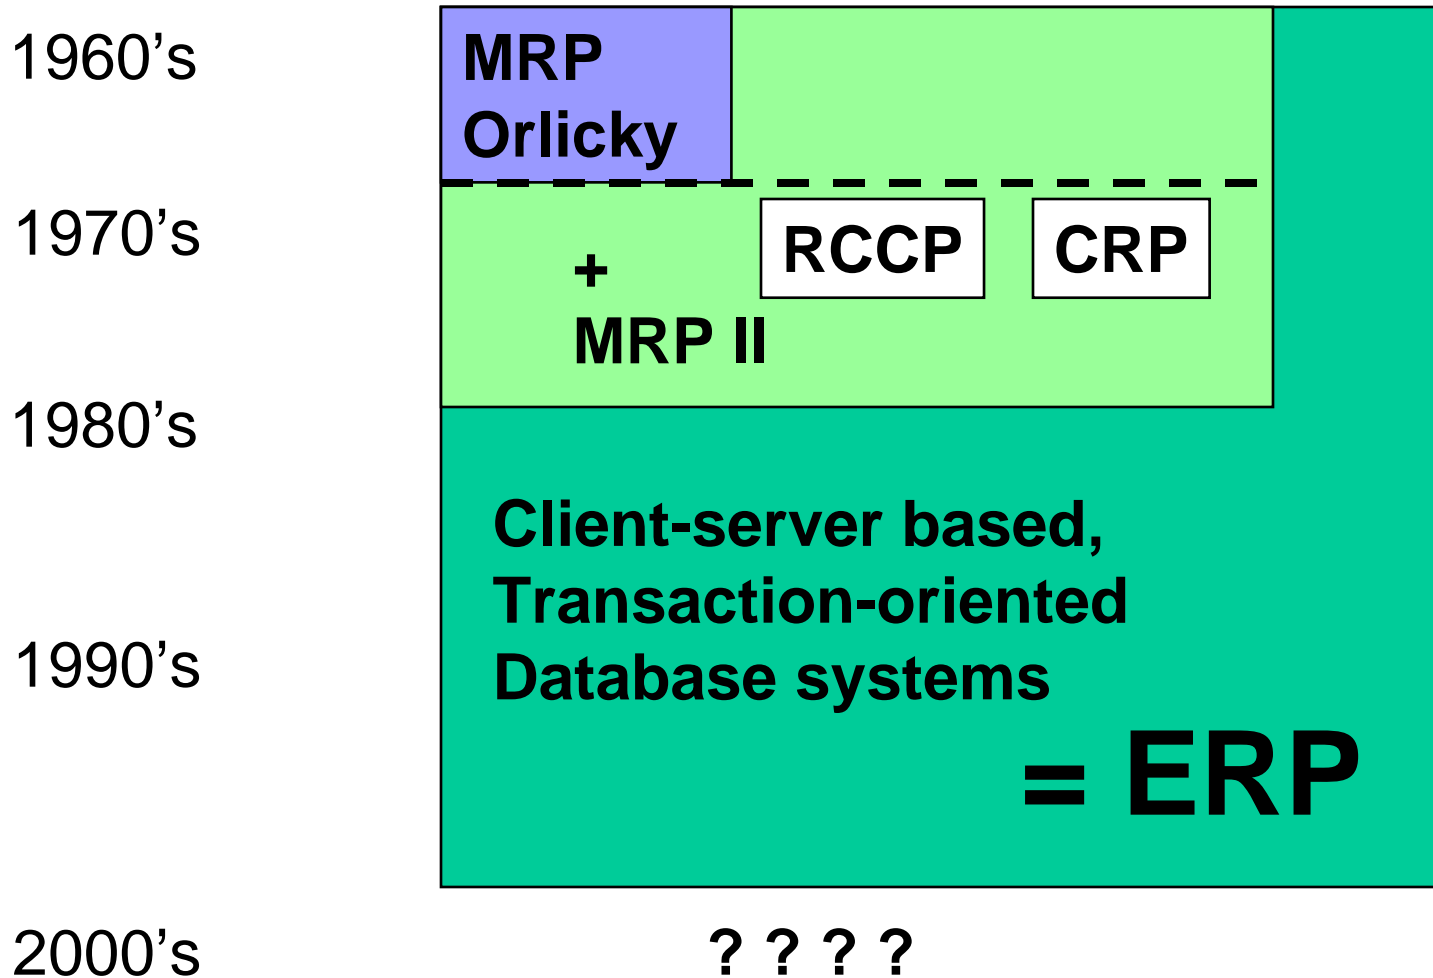 1960’s
MRP
Orlicky
1970’s
RCCP
CRP
+
MRP II
1980’s
Client-server based,
Transaction-oriented
1990’s
Database systems
= ERP
2000’s
? ? ? ?